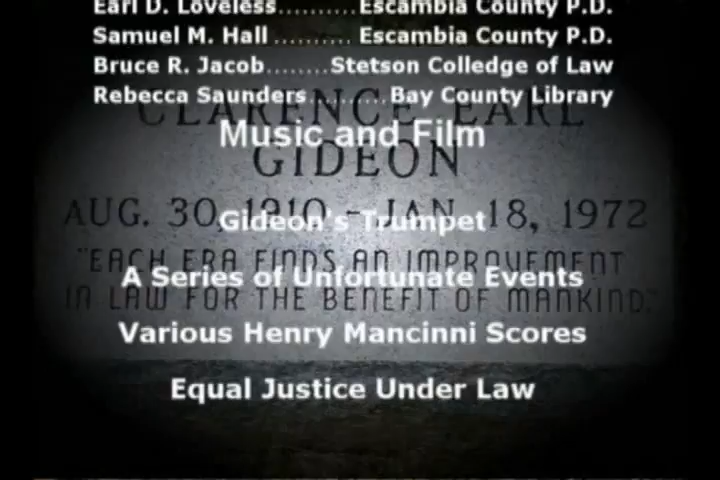 Earl D. Loveless.......... Escambia County P.D.
Samuel M. Hall .......... Escambia County P.D.
Bruce R. Jacob........Stetson Colledge of Law
Rebecca Saunders ......... Bay County Library
CLARENCE EARL
Music and Film
GIDEON
AUG. 30, 1910 - JAN. 18, 1972
Gideon's Trumpet
"EACH ERA FINDS AN IMPROVEMENT
A Series of Unfortunate Events
IN LAW FOR THE BENEFIT OF MANKIND."
Various Henry Mancinni Scores
Equal Justice Under Law